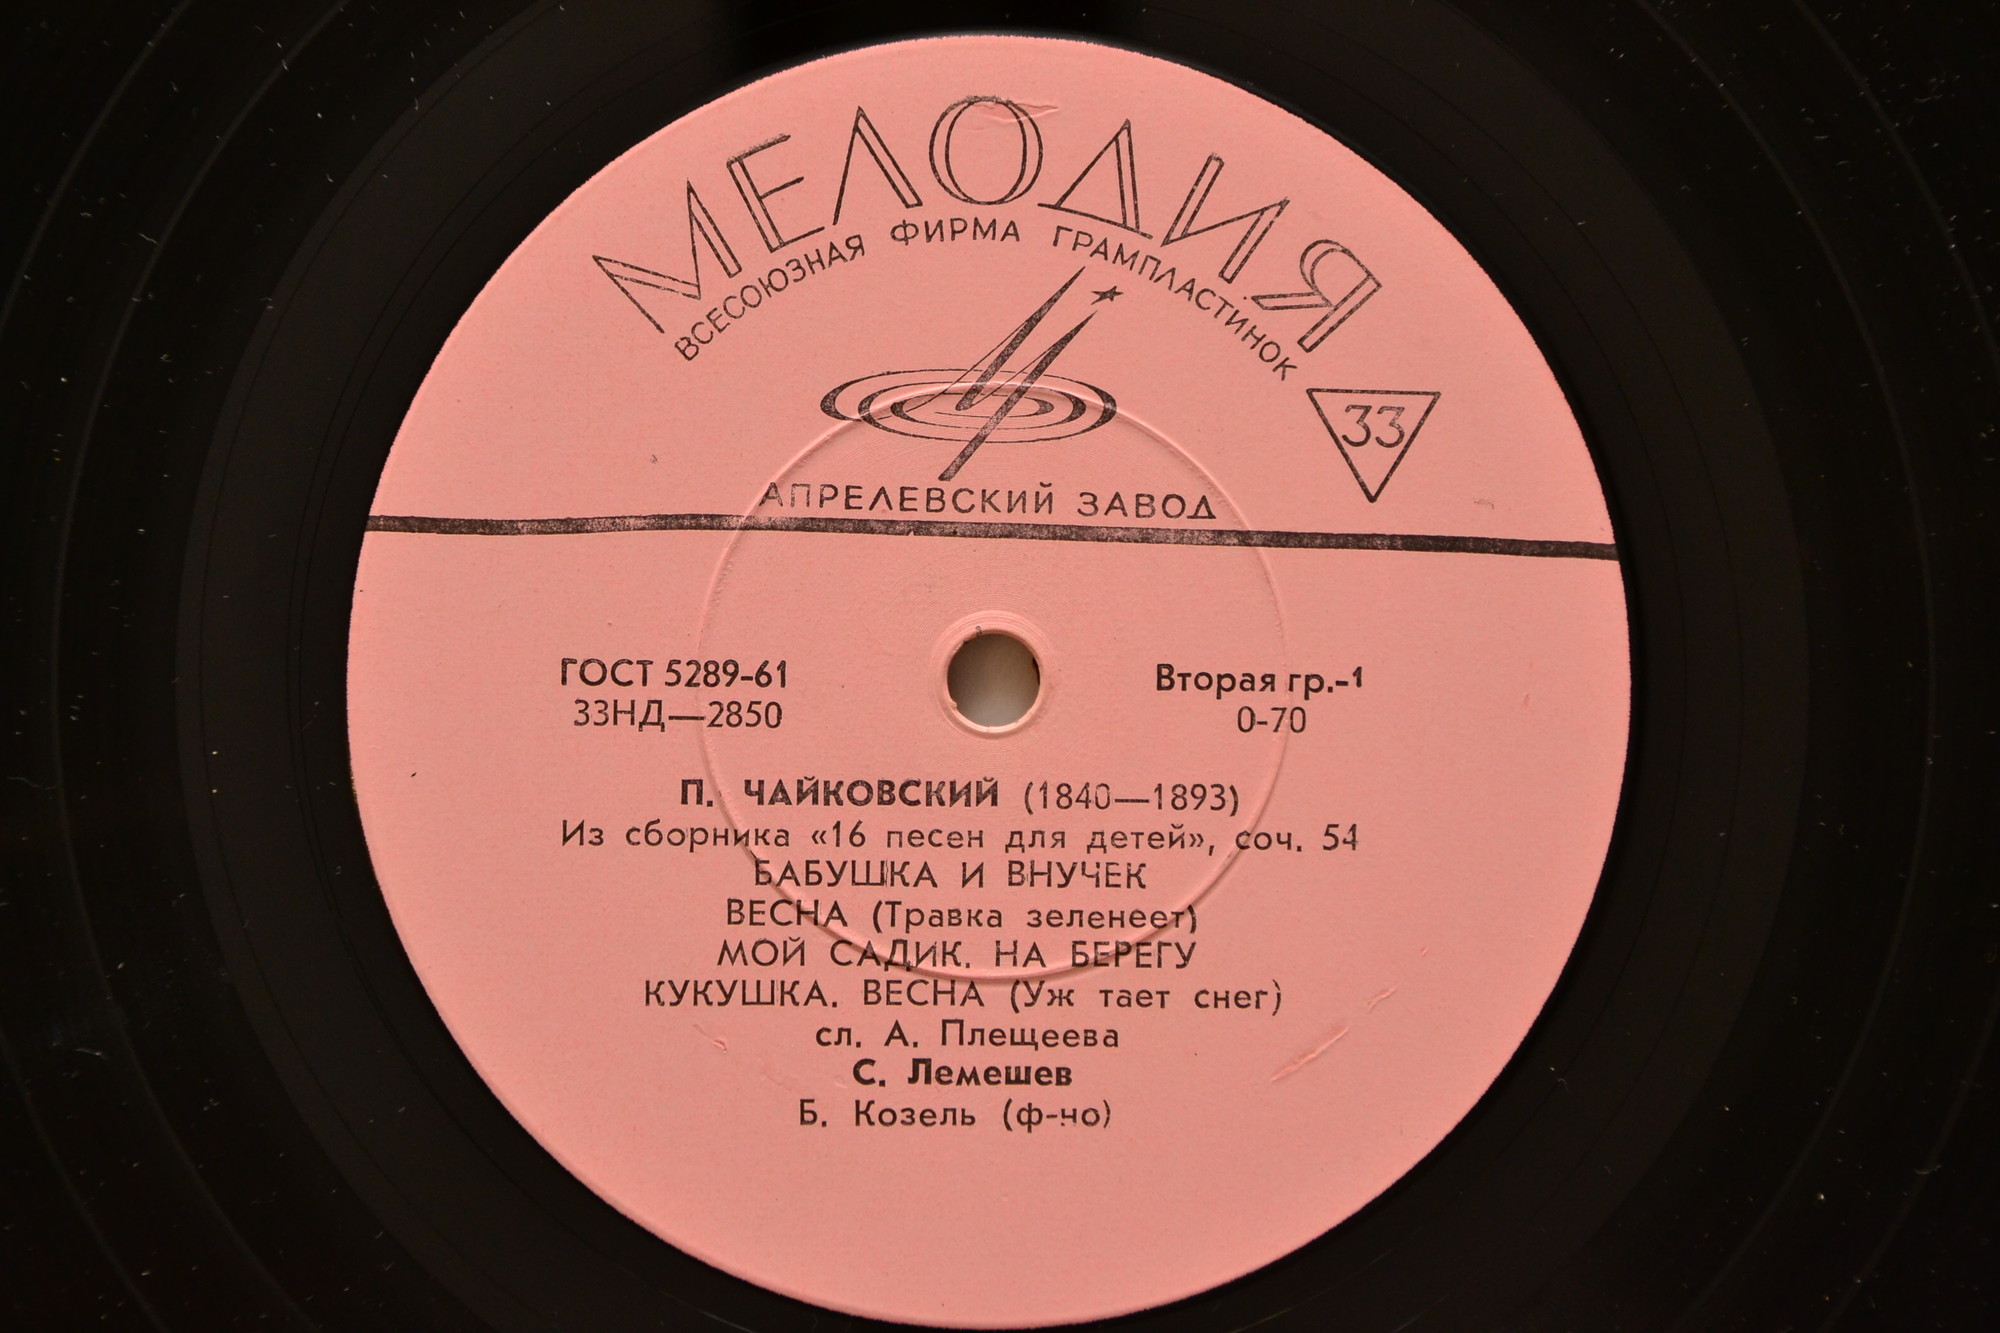 МЕЛОДИЯ
ВСЕСОЮЗНАЯ ФИРМА ГРАМПЛАСТИНОК
33
АПРЕЛЕВСКИЙ ЗАВОД
ГОСТ 5289-61
33НД—2850
Вторая гр.-1
0-70
П. ЧАЙКОВСКИЙ (1840—1893)
Из сборника «16 песен для детей», соч. 54
БАБУШКА И ВНУЧЕК
ВЕСНА (Травка зеленеет)
МОЙ САДИК. НА БЕРЕГУ
КУКУШКА. ВЕСНА (Уж тает снег)
сл. А. Плещеева
С. Лемешев
Б. Козель (ф-но)